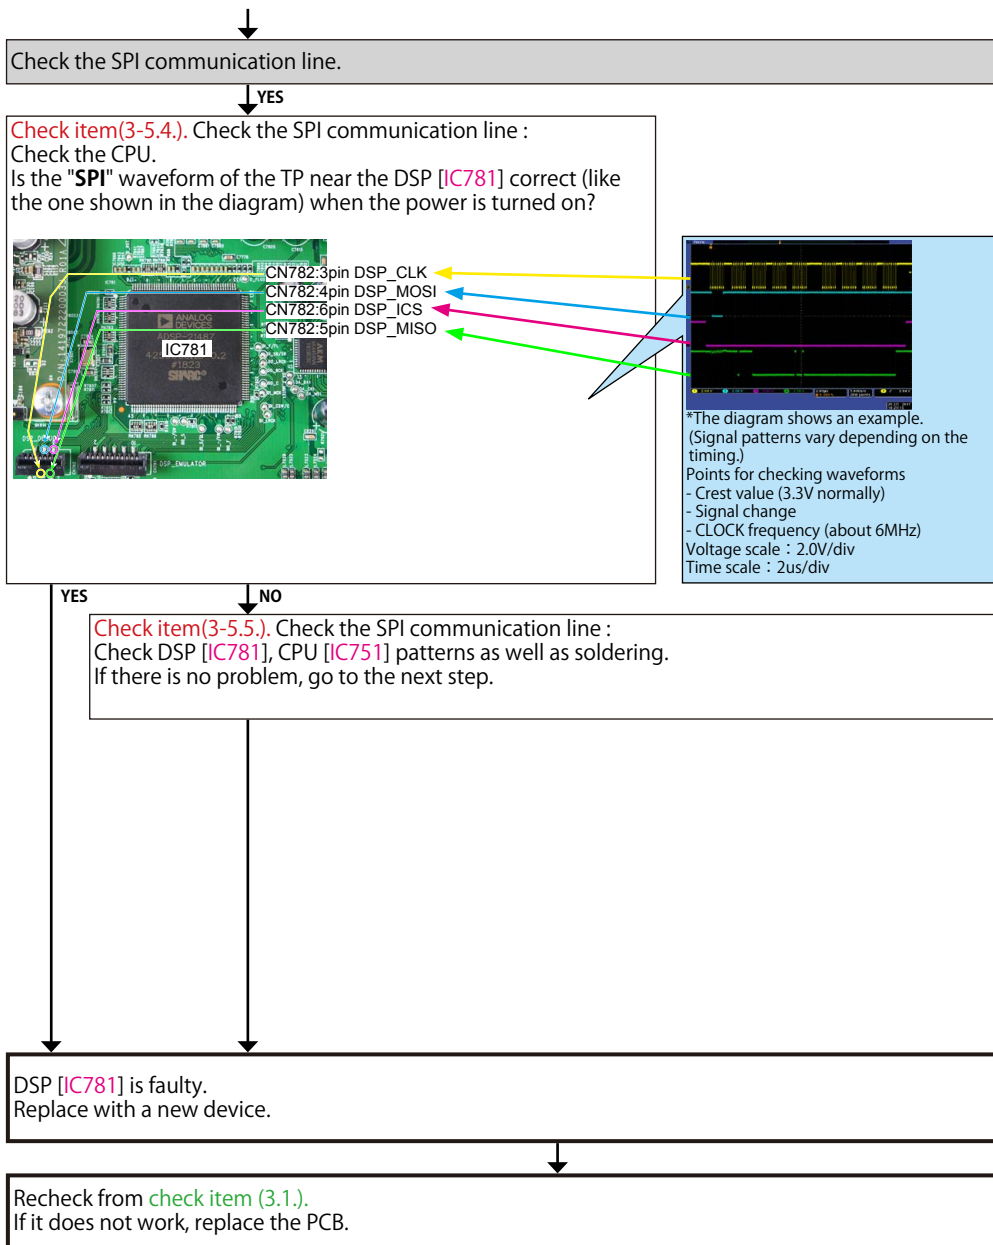 Check the SPI communication line.
YES
Check item(3-5.4.). Check the SPI communication line :
Check the CPU.
Is the "SPI" waveform of the TP near the DSP [IC781] correct (like
the one shown in the diagram) when the power is turned on?
CN782:3pin DSP_CLK
CN782:4pin DSP_MOSI
CN782:6pin DSP_ICS
CN782:5pin DSP_MISO
ANALOG
DEVICES
ADSP-21487
IC781
#1823
SHARC
DSP_EMULATOR
*The diagram shows an example.
(Signal patterns vary depending on the
timing.)
Points for checking waveforms
- Crest value (3.3V normally)
- Signal change
- CLOCK frequency (about 6MHz)
Voltage scale：2.0V/div
Time scale：2us/div
YES
NO
Check item(3-5.5.). Check the SPI communication line :
Check DSP [IC781], CPU [IC751] patterns as well as soldering.
If there is no problem, go to the next step.
DSP [IC781] is faulty.
Replace with a new device.
Recheck from check item (3.1.).
If it does not work, replace the PCB.